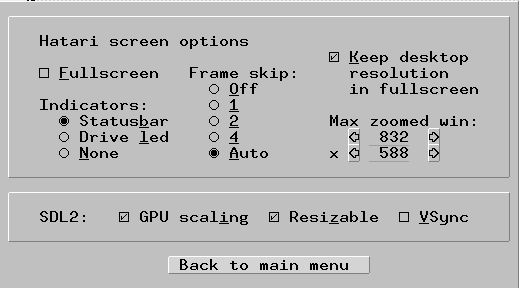 Hatari screen options
Keep desktop
resolution
in fullscreen
Fullscreen
Frame skip:
Off
1
2
4
Auto
Indicators:
Statusbar
Drive led
None
Max zoomed win:
832
x 588
SDL2: GPU scaling Resizable VSync
Back to main menu